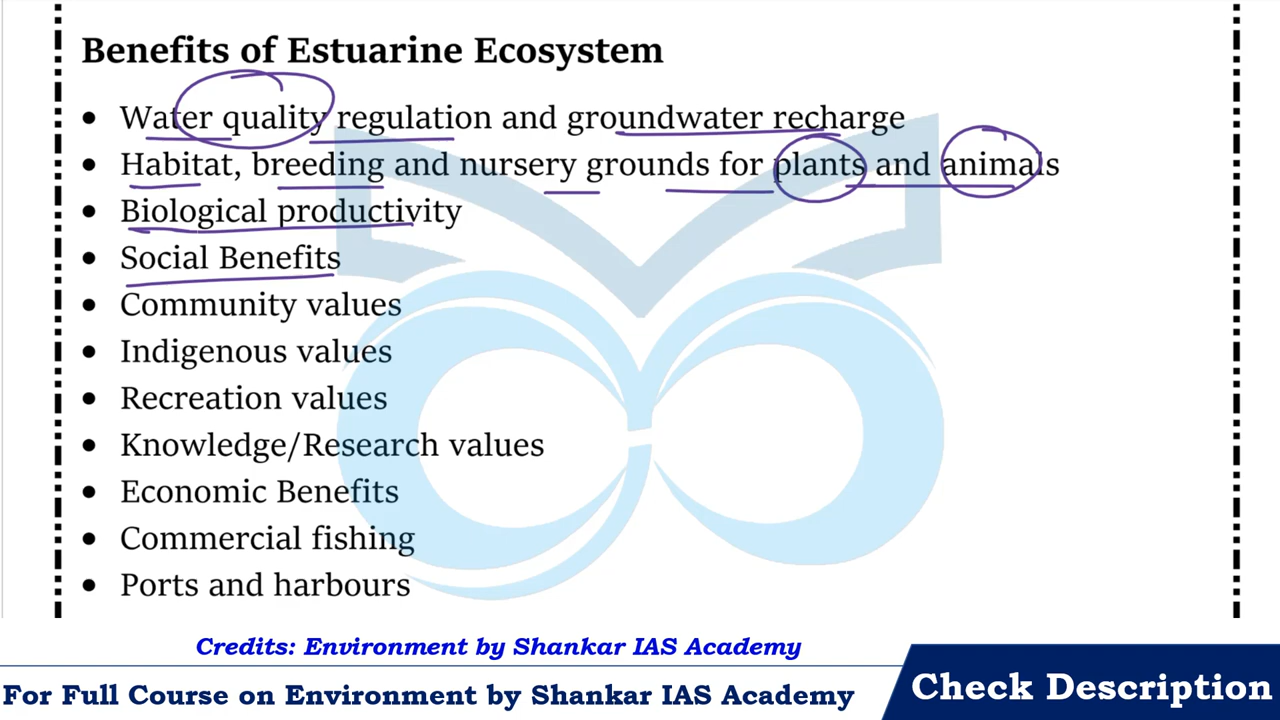 Benefits of Estuarine Ecosystem
• Water quality regulation and groundwater recharge
• Habitat, breeding and nursery grounds for plants and animals
• Biological productivity
• Social Benefits
• Community values
• Indigenous values
• Recreation values
• Knowledge/Research values
• Economic Benefits
• Commercial fishing
• Ports and harbours
Credits: Environment by Shankar IAS Academy
For Full Course on Environment by Shankar IAS Academy
Check Description